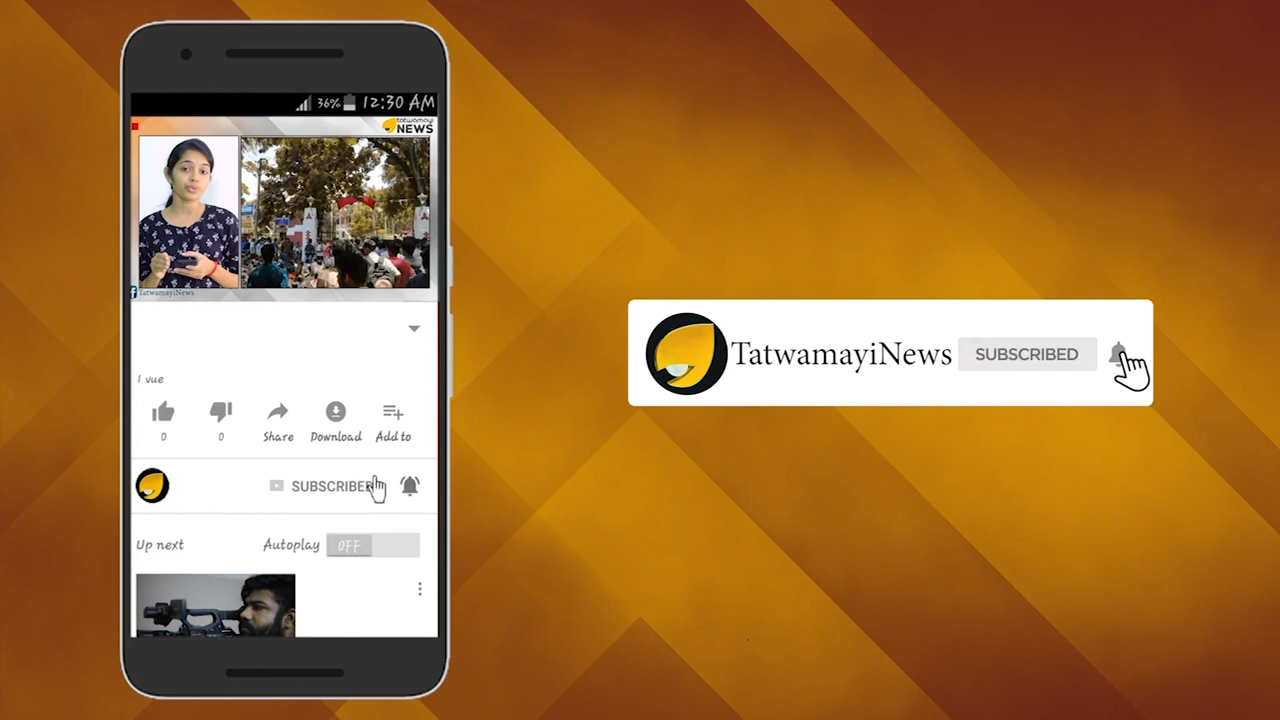 36% 12:30 AM
tatwamayi
NEWS
TatwamayiNews
1 vue
0
0
Share
Download
Add to
SUBSCRIBED
Up next
Autoplay
OFF
TatwamayiNews
SUBSCRIBED